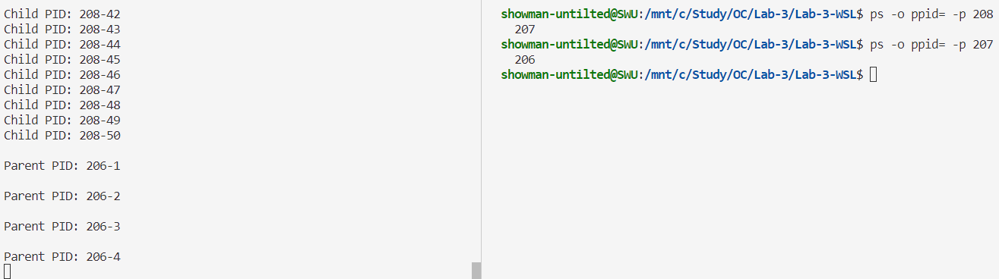 Child PID: 208-42
Child PID: 208-43
Child PID: 208-44
Child PID: 208-45
Child PID: 208-46
Child PID: 208-47
Child PID: 208-48
Child PID: 208-49
Child PID: 208-50
Parent PID: 206-1
Parent PID: 206-2
Parent PID: 206-3
Parent PID: 206-4
showman-untilted@SWU:/mnt/c/Study/OC/Lab-3/Lab-3-WSL$ ps -o ppid= -p 208
207
showman-untilted@SWU:/mnt/c/Study/OC/Lab-3/Lab-3-WSL$ ps -o ppid= -p 207
206
showman-untilted@SWU:/mnt/c/Study/OC/Lab-3/Lab-3-WSL$